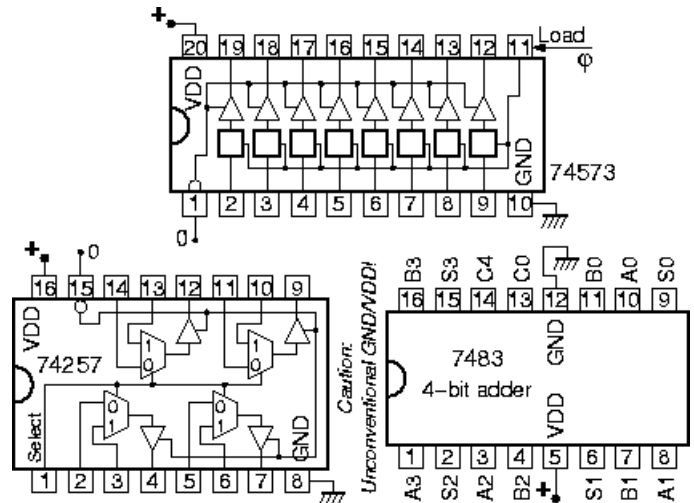 +
20 19 18 17 16 15 14 13 12 11 Load
φ
VDD
GND
74573
1 2 3 4 5 6 7 8 9 10
0
+ 0
16 15 14 13 12 11 10 9
VDD
74257
1 0 1 0
0 1 0 1
Select
GND
1 2 3 4 5 6 7 8
Caution:
Unconventional GND/VDD!
B3 S3 C4 C0 B0 A0 S0
16 15 14 13 12 11 10 9
GND
7483
4-bit adder
VDD
1 2 3 4 5 6 7 8
A3 S2 A2 B2 + S1 B1 A1